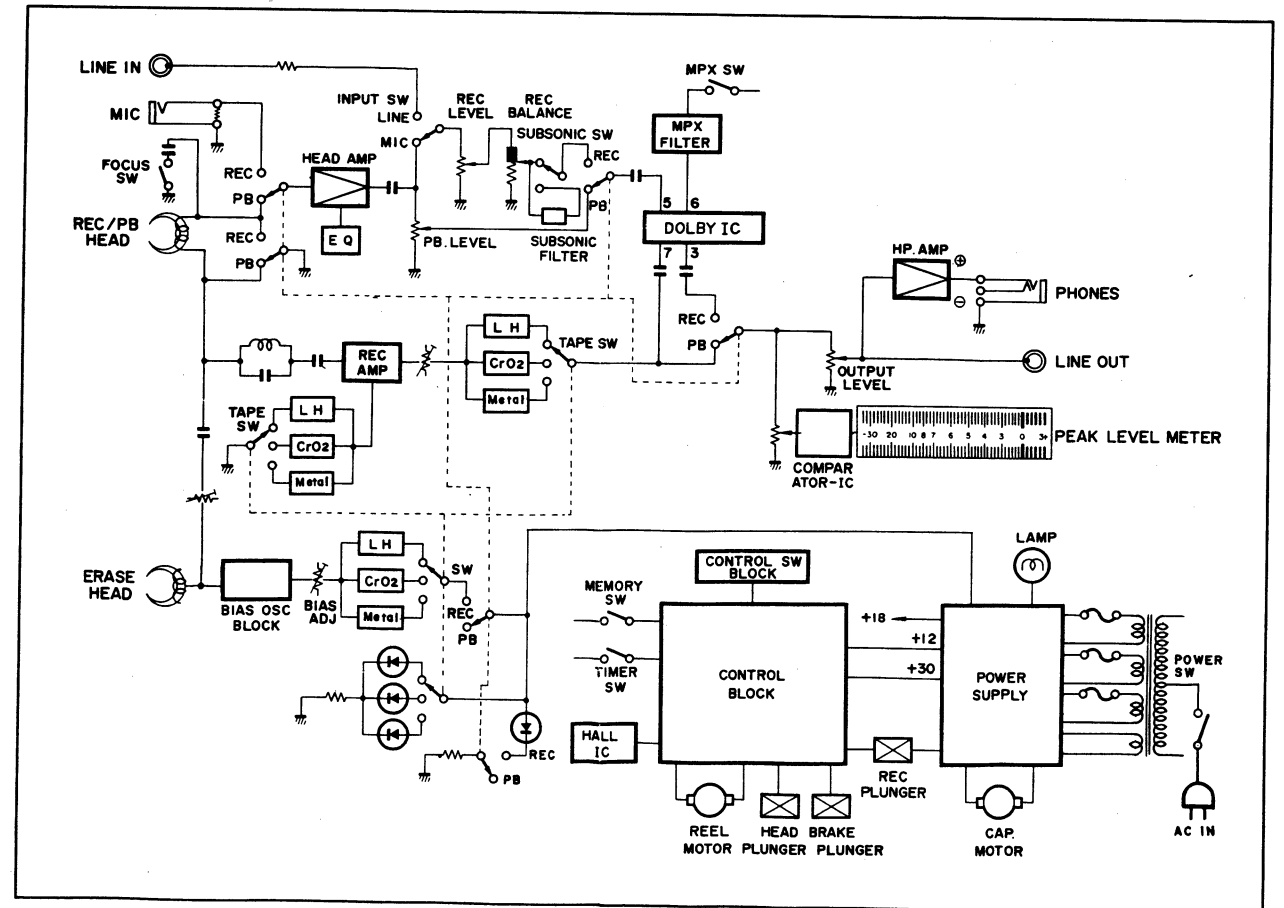 LINE IN
MPX SW
MIC
INPUT SW
LINE
MIC
REC
LEVEL
REC
BALANCE
SUBSONIC SW
REC
PB
MPX
FILTER
FOCUS
SW
REC
PB
HEAD AMP
EQ
PB. LEVEL
SUBSONIC
FILTER
5 6
DOLBY IC
7 3
REC/PB
HEAD
REC
PB
HP. AMP
⊕
⊖
PHONES
REC
PB
LH
CrO2
Metal
TAPE SW
REC
AMP
OUTPUT
LEVEL
LINE OUT
TAPE
SW
LH
CrO2
Metal
COMPAR
ATOR-IC
-30 20 10 8 7 6 5 4 3 0 3+
PEAK LEVEL METER
ERASE
HEAD
BIAS OSC
BLOCK
BIAS
ADJ
LH
CrO2
Metal
SW
REC
PB
REC
PB
CONTROL SW
BLOCK
LAMP
MEMORY
SW
TIMER
SW
CONTROL
BLOCK
+18
+12
+30
POWER
SUPPLY
POWER
SW
HALL
IC
REC
PLUNGER
REEL
MOTOR
HEAD
PLUNGER
BRAKE
PLUNGER
CAP.
MOTOR
AC IN